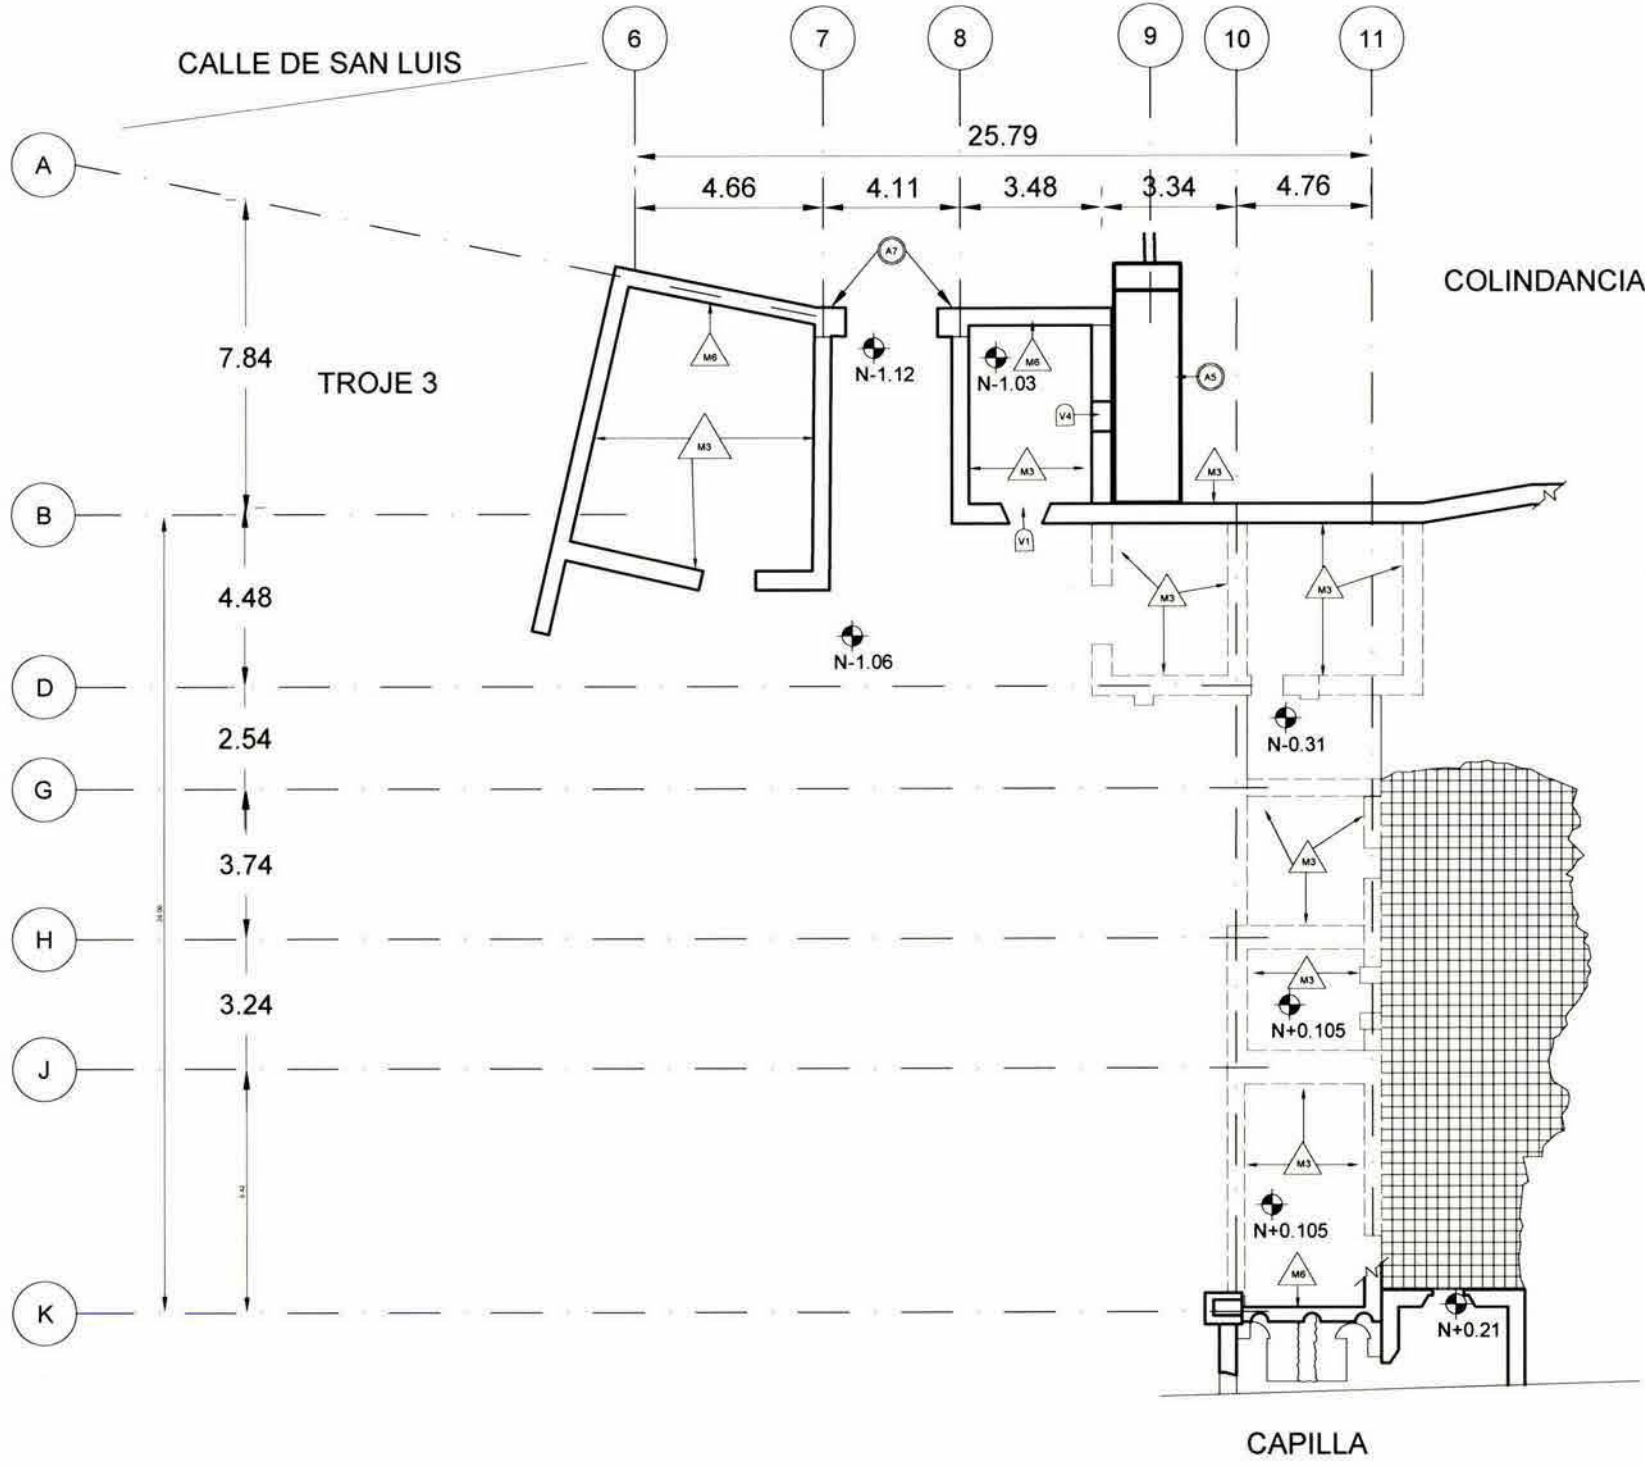 6 7 8 9 10 11
CALLE DE SAN LUIS
25.79
A
4.66 4.11 3.48 3.34 4.76
A7
COLINDANCIA
7.84
TROJE 3
M6
N-1.12
N-1.03
M6
A5
V4
M3
M3
M3
B
V1
4.48
M3
M3
N-1.06
D
2.54
N-0.31
G
3.74
M3
H
M3
3.24
N+0.105
J
M3
N+0.105
M6
K
N+0.21
CAPILLA